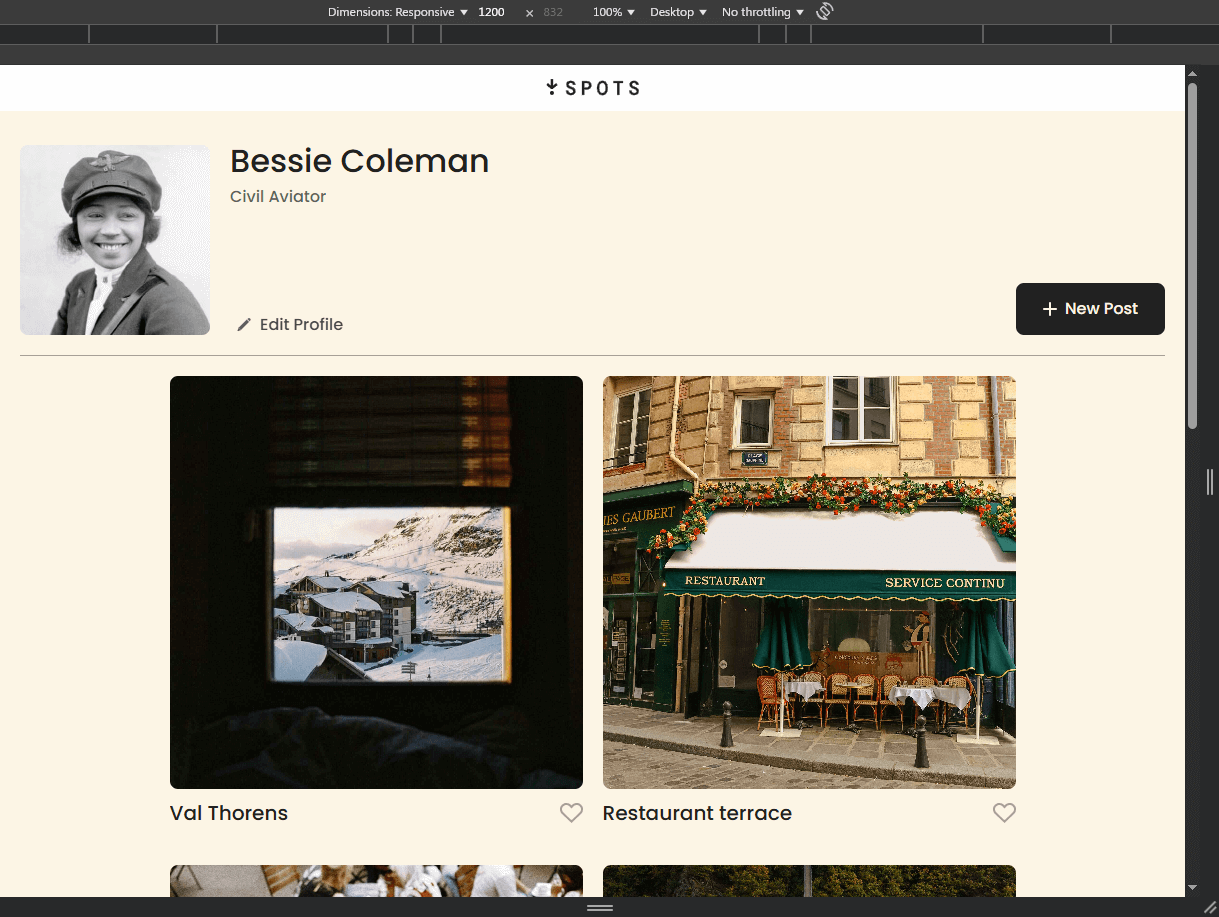 Dimensions: Responsive 1200 × 832 100% Desktop No throttling
SPOTS
Bessie Coleman
Civil Aviator
Edit Profile
+ New Post
IES GAUBERT
RESTAURANT
SERVICE CONTINU
Val Thorens
Restaurant terrace